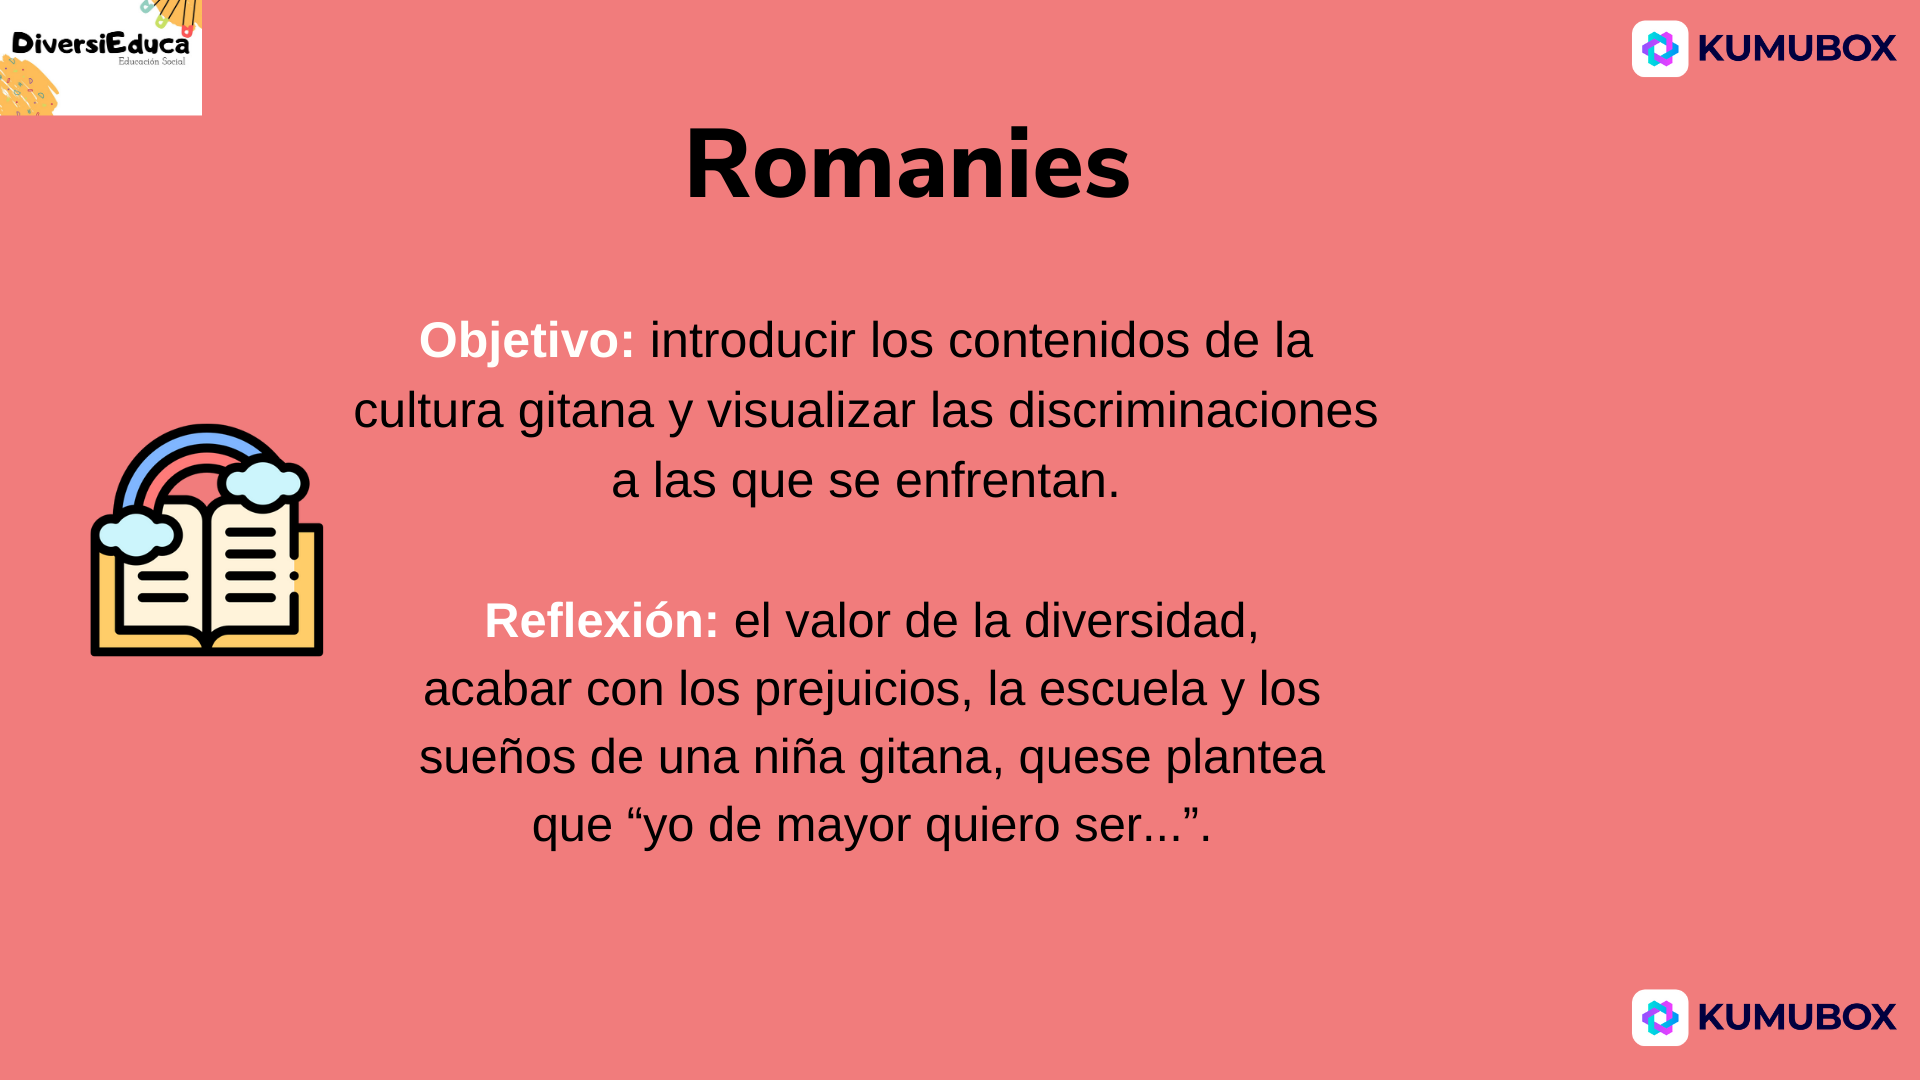 DiversiEduca
Educación Social
KUMUBOX
Romanies
Objetivo: introducir los contenidos de la
cultura gitana y visualizar las discriminaciones
a las que se enfrentan.
Reflexión: el valor de la diversidad,
acabar con los prejuicios, la escuela y los
sueños de una niña gitana, quese plantea
que “yo de mayor quiero ser...”.
KUMUBOX